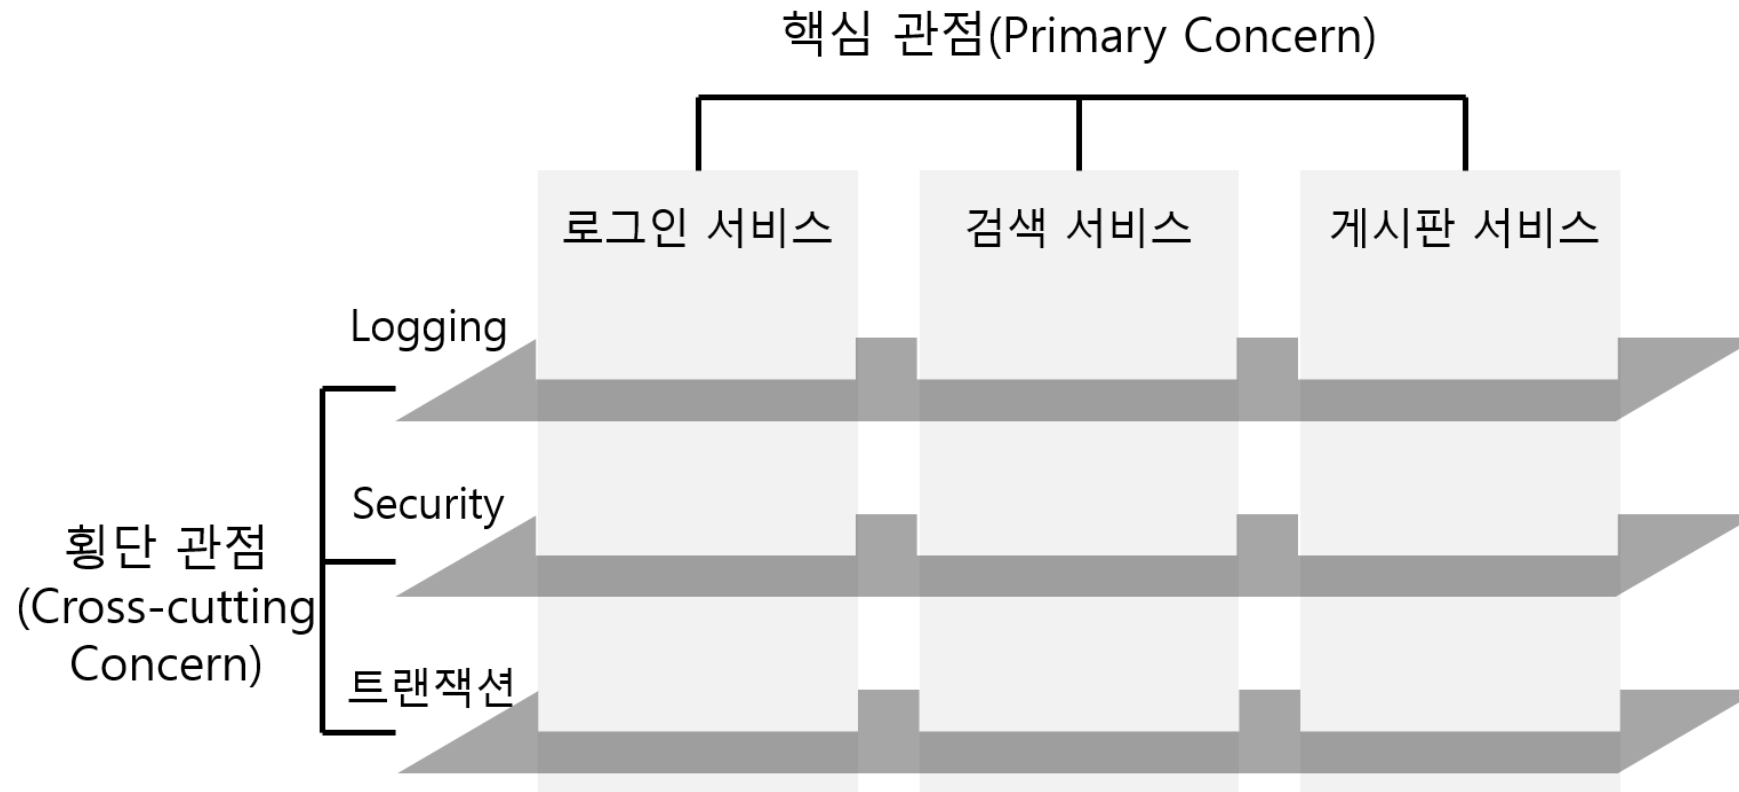 핵심 관점(Primary Concern)
로그인 서비스
검색 서비스
게시판 서비스
Logging
Security
횡단 관점
(Cross-cutting
Concern)
트랜잭션